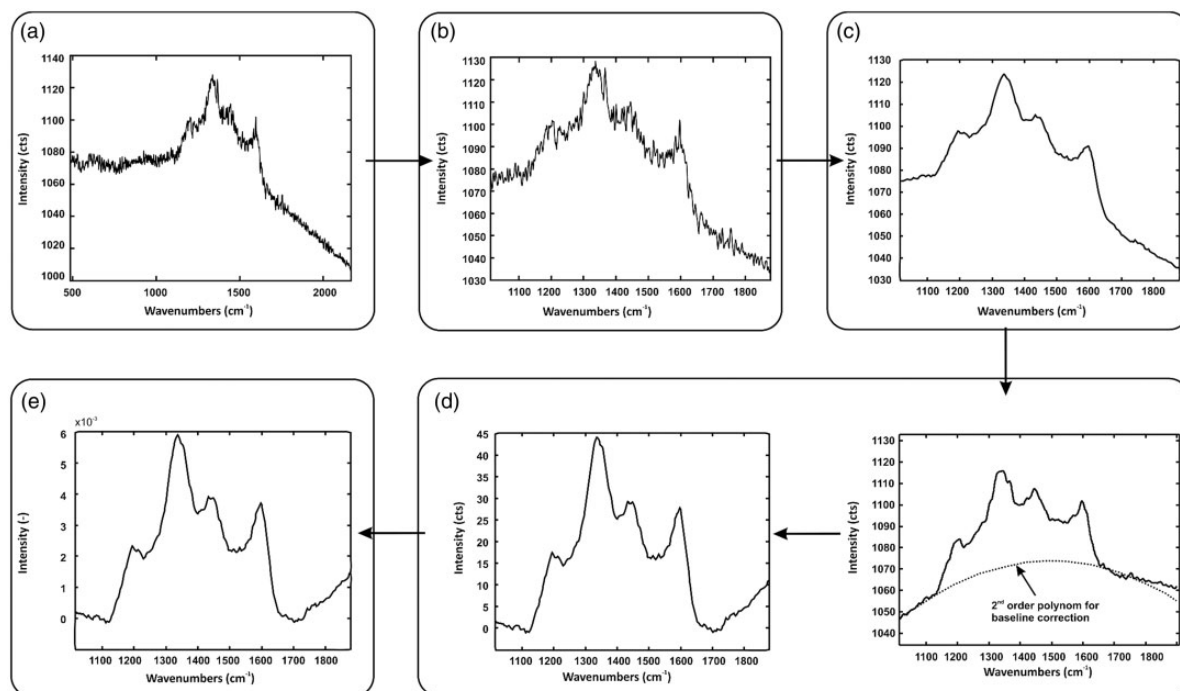 (a)
1140
1120
1100
1080
1060
1040
1020
1000
Intensity (cts)
500 1000 1500 2000
Wavenumbers (cm⁻¹)
(b)
1130
1120
1110
1100
1090
1080
1070
1060
1050
1040
1030
Intensity (cts)
1100 1200 1300 1400 1500 1600 1700 1800
Wavenumbers (cm⁻¹)
(c)
1130
1120
1110
1100
1090
1080
1070
1060
1050
1040
1030
Intensity (cts)
1100 1200 1300 1400 1500 1600 1700 1800
Wavenumbers (cm⁻¹)
(e)
x10⁻³
6
5
4
3
2
1
0
Intensity (-)
1100 1200 1300 1400 1500 1600 1700 1800
Wavenumbers (cm⁻¹)
(d)
45
40
35
30
25
20
15
10
5
0
Intensity (cts)
1100 1200 1300 1400 1500 1600 1700 1800
Wavenumbers (cm⁻¹)
1133
1120
1110
1100
1090
1080
1070
1060
1050
1040
Intensity (cts)
2ⁿᵈ order polynom for
baseline correction
1100 1200 1300 1400 1500 1600 1700 1800
Wavenumbers (cm⁻¹)